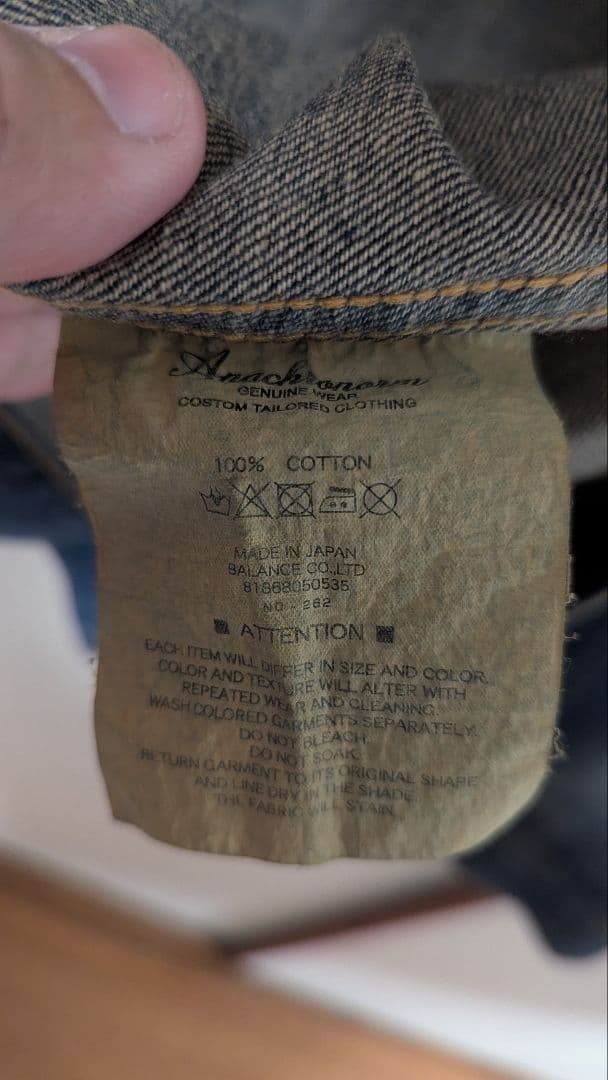 Anachronorm
GENUINE WEAR
COSTOM TAILORED CLOTHING
100% COTTON
MADE IN JAPAN
BALANCE CO.,LTD
81868050535
NO - 282
ATTENTION
EACH ITEM WILL DIFFER IN SIZE AND COLOR.
COLOR AND TEXTURE WILL ALTER WITH
REPEATED WEAR AND CLEANING.
WASH COLORED GARMENTS SEPARATELY.
DO NOT BLEACH.
DO NOT SOAK.
RETURN GARMENT TO ITS ORIGINAL SHAPE
AND LINE DRY IN THE SHADE.
THE FABRIC WILL STAIN.